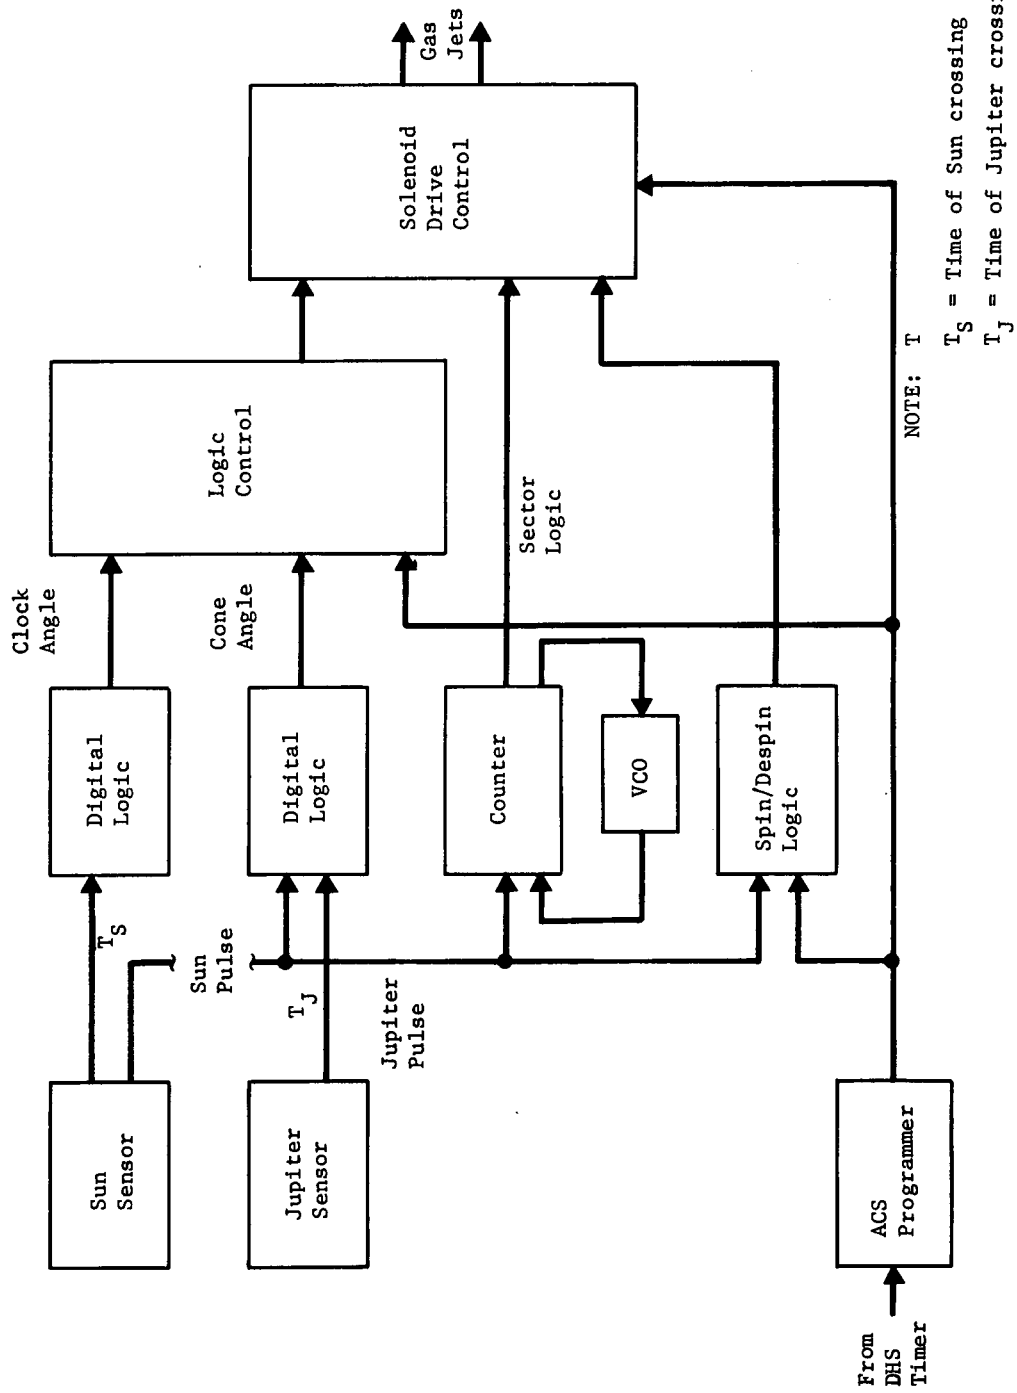 Sun
Sensor
T_S
Sun
Pulse
Digital
Logic
Clock
Angle
Jupiter
Sensor
T_J
Jupiter
Pulse
Digital
Logic
Cone
Angle
Logic
Control
Counter
VCO
Sector
Logic
Spin/Despin
Logic
Solenoid
Drive
Control
Gas
Jets
From
DHS
Timer
ACS
Programmer
NOTE: T
T_S = Time of Sun crossing
T_J = Time of Jupiter